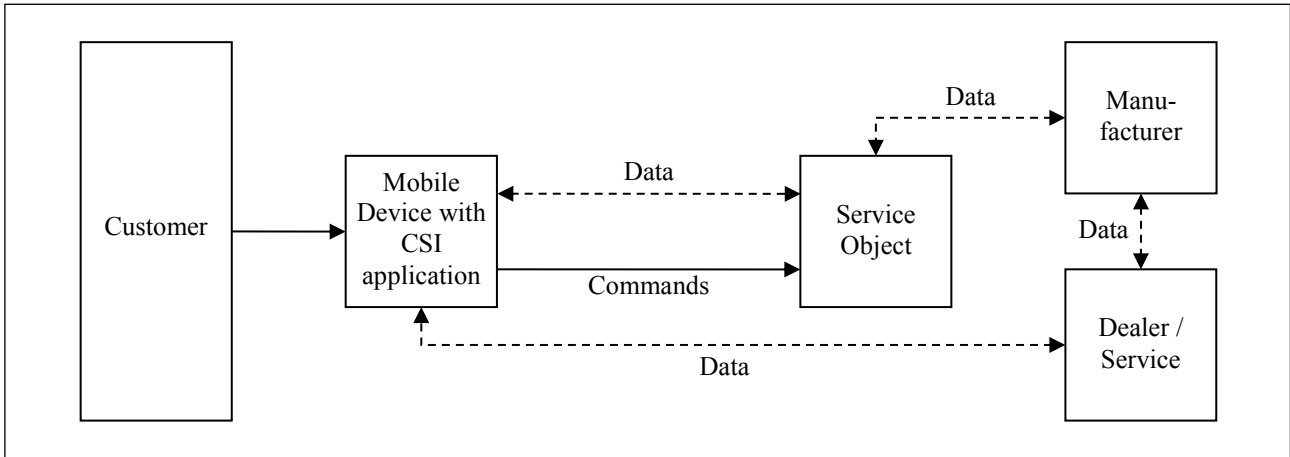 Customer
Mobile
Device with
CSI
application
Data
Commands
Data
Service
Object
Data
Manu-
facturer
Data
Dealer /
Service